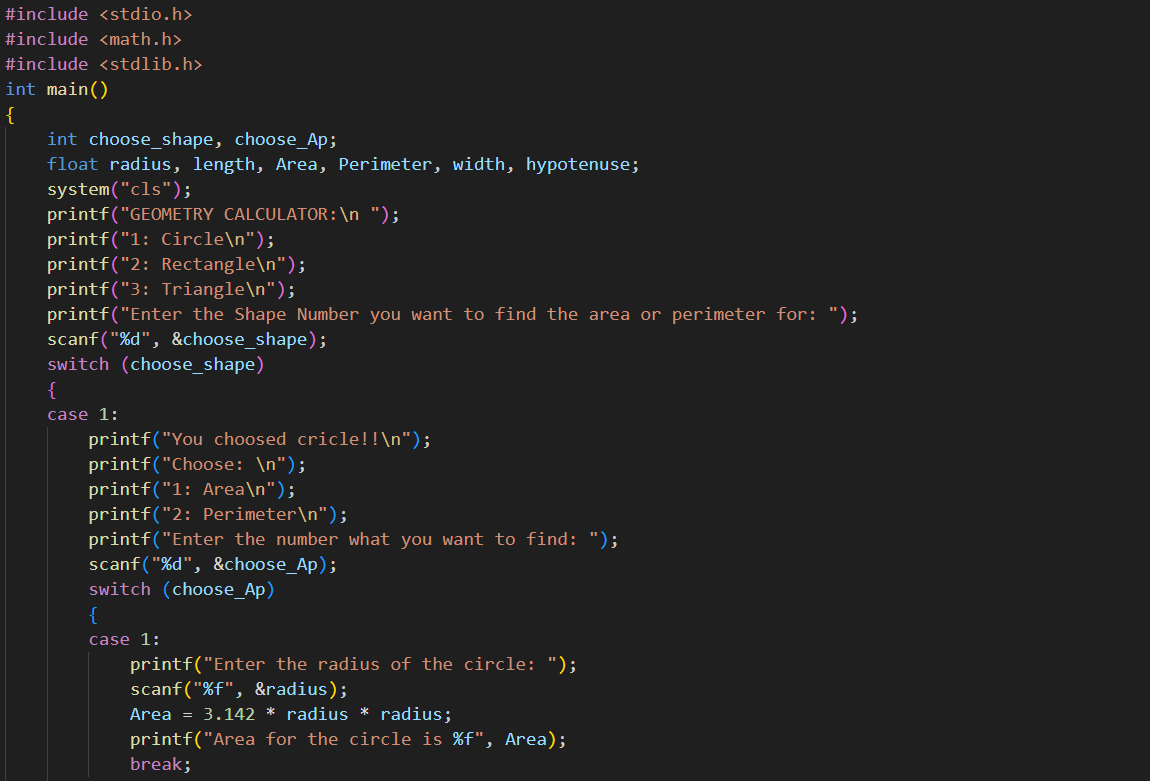 #include <stdio.h>
#include <math.h>
#include <stdlib.h>
int main()
{
    int choose_shape, choose_Ap;
    float radius, length, Area, Perimeter, width, hypotenuse;
    system("cls");
    printf("GEOMETRY CALCULATOR:\n ");
    printf("1: Circle\n");
    printf("2: Rectangle\n");
    printf("3: Triangle\n");
    printf("Enter the Shape Number you want to find the area or perimeter for: ");
    scanf("%d", &choose_shape);
    switch (choose_shape)
    {
    case 1:
        printf("You choosed cricle!!\n");
        printf("Choose: \n");
        printf("1: Area\n");
        printf("2: Perimeter\n");
        printf("Enter the number what you want to find: ");
        scanf("%d", &choose_Ap);
        switch (choose_Ap)
        {
        case 1:
            printf("Enter the radius of the circle: ");
            scanf("%f", &radius);
            Area = 3.142 * radius * radius;
            printf("Area for the circle is %f", Area);
            break;